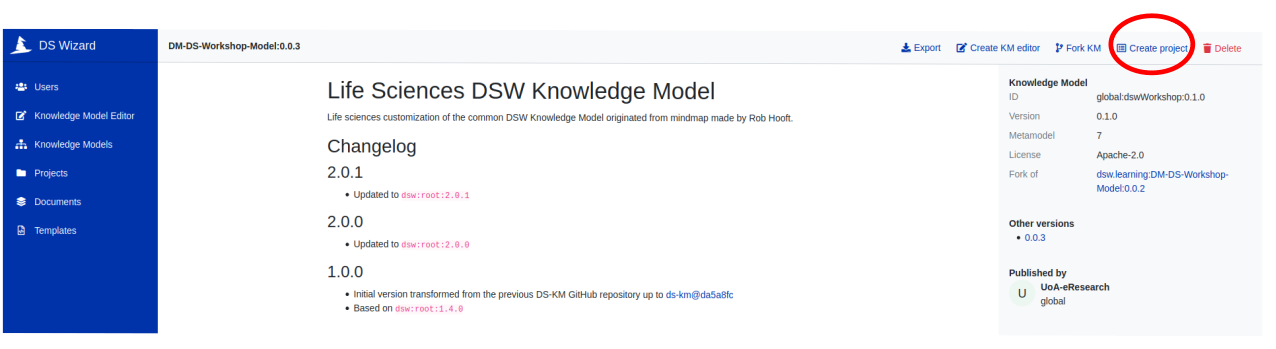 DS Wizard
DM-DS-Workshop-Model:0.0.3
Export
Create KM editor
Fork KM
Create project
Delete
Users
Knowledge Model Editor
Knowledge Models
Projects
Documents
Templates
Life Sciences DSW Knowledge Model
Life sciences customization of the common DSW Knowledge Model originated from mindmap made by Rob Hooft.
Changelog
2.0.1
• Updated to dsw:root:2.0.1
2.0.0
• Updated to dsw:root:2.0.0
1.0.0
• Initial version transformed from the previous DS-KM GitHub repository up to ds-km@da5a8fc
• Based on dsw:root:1.4.0
Knowledge Model
ID global:dswWorkshop:0.1.0
Version 0.1.0
Metamodel 7
License Apache-2.0
Fork of dsw.learning:DM-DS-Workshop-
Model:0.0.2
Other versions
• 0.0.3
Published by
U UoA-eResearch
global